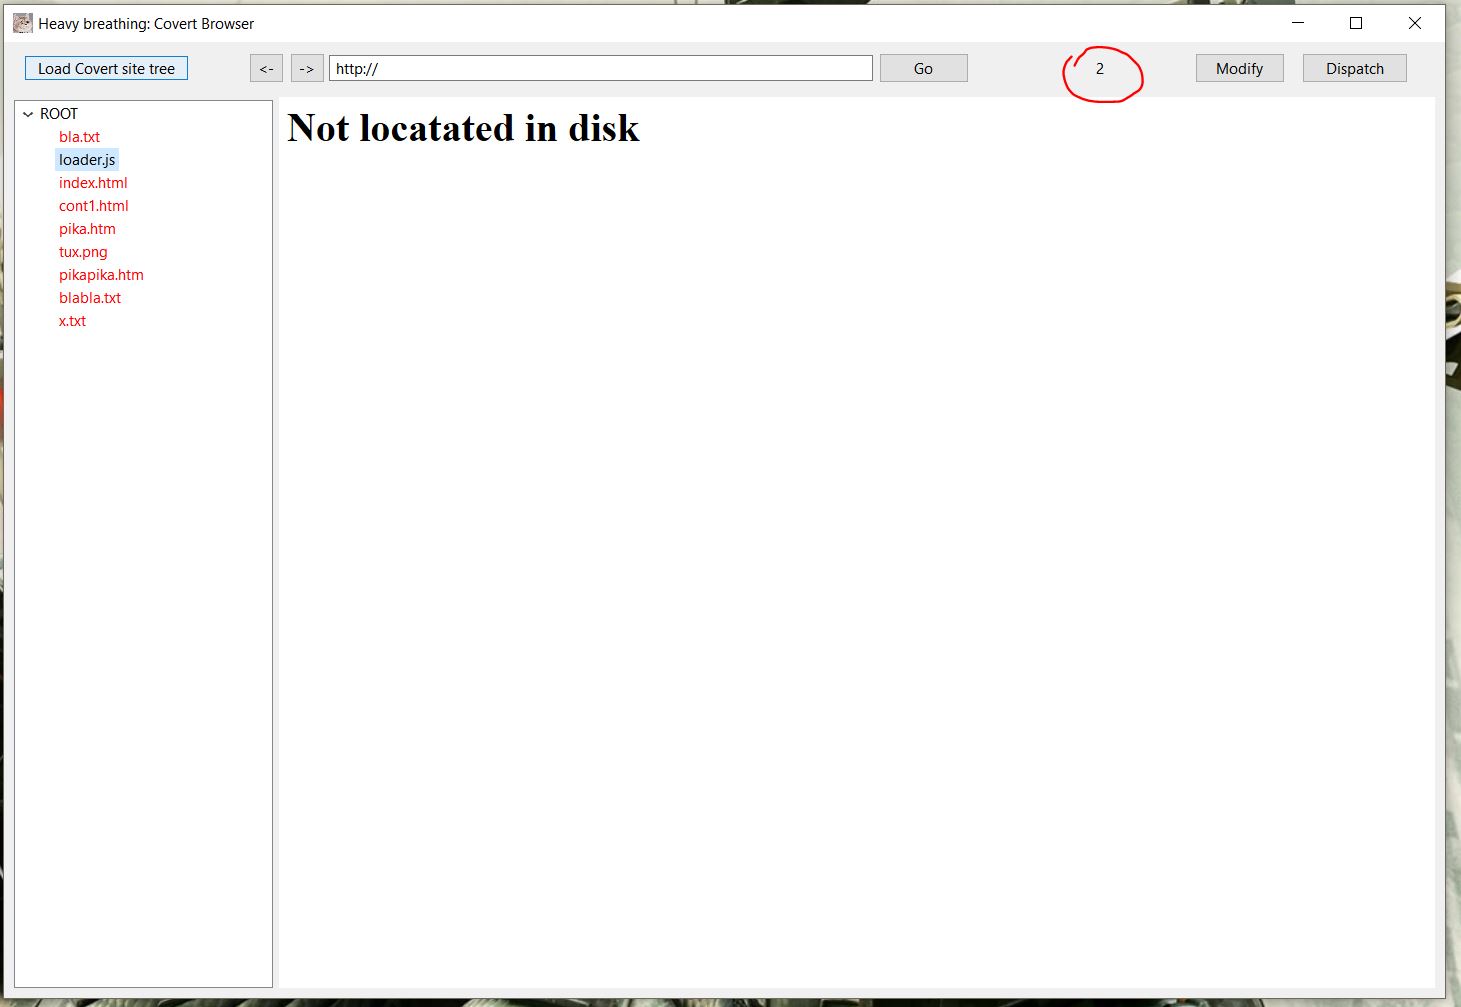 Heavy breathing: Covert Browser
Load Covert site tree <- -> http:// Go 2 Modify Dispatch
ROOT
bla.txt
loader.js
index.html
cont1.html
pika.htm
tux.png
pikapika.htm
blabla.txt
x.txt
Not locatated in disk